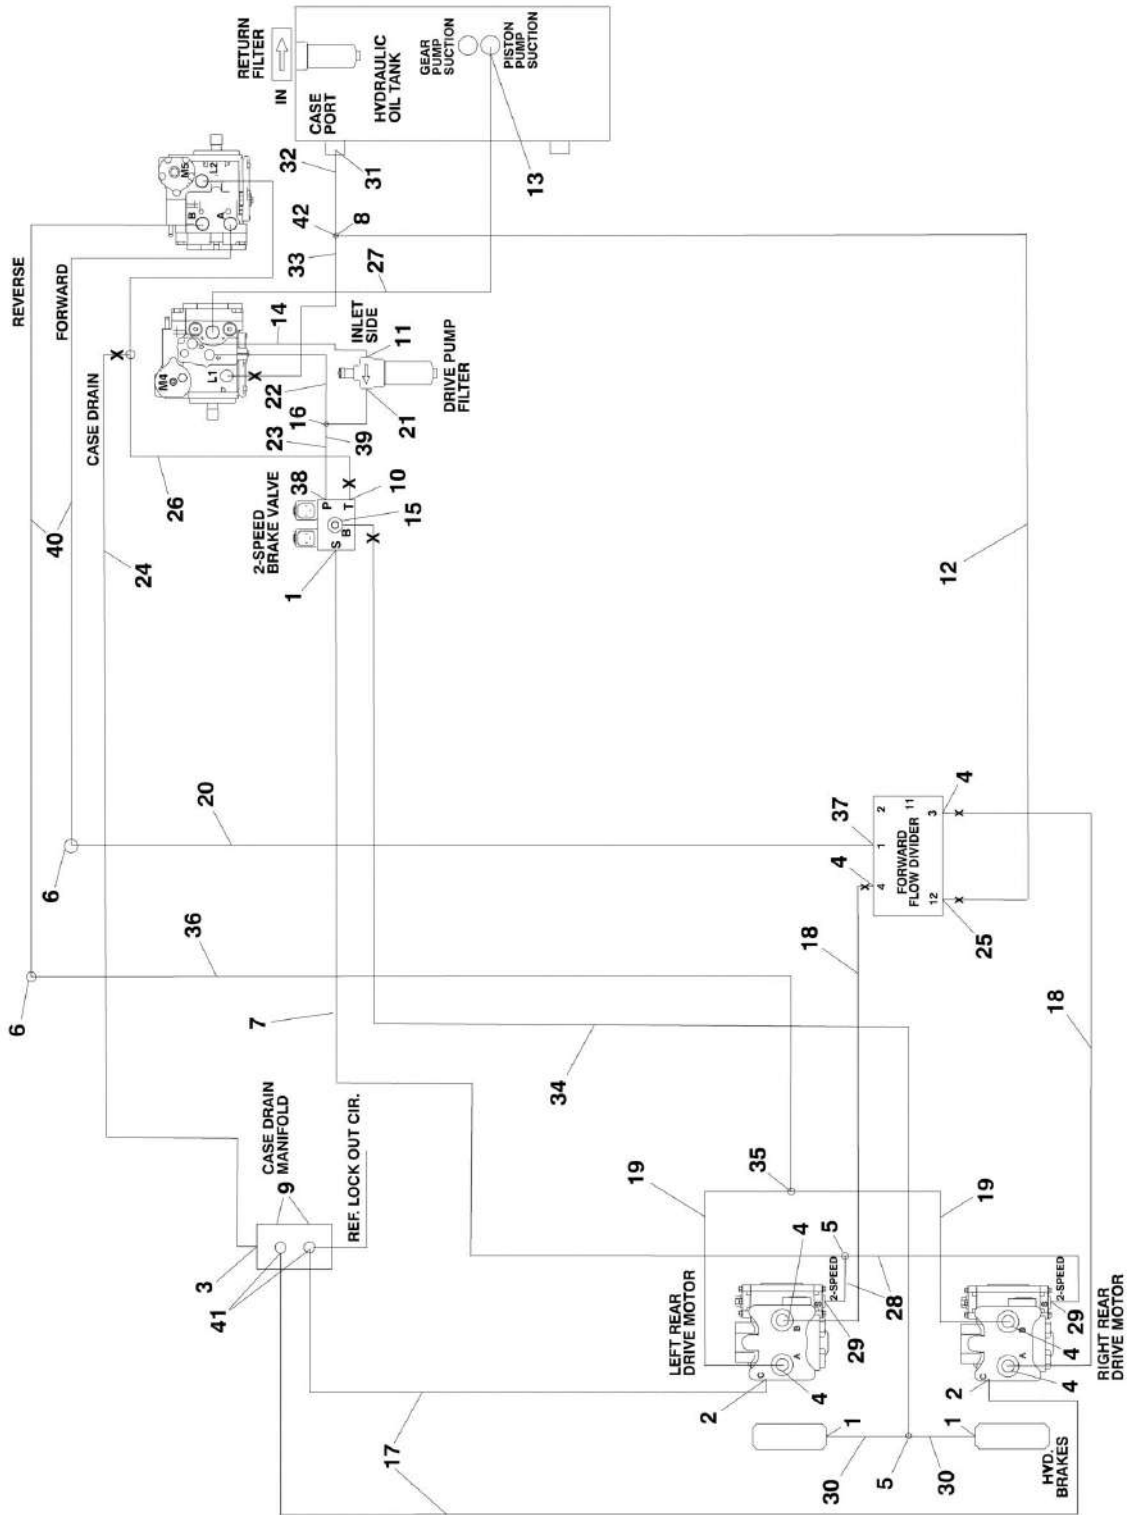 REVERSE
FORWARD
40
6
6
CASE DRAIN
X
24
26
20
36
7
34
M5
L2
B
A
M4
L1
X
RETURN
FILTER
IN
CASE
PORT
HYDRAULIC
OIL TANK
GEAR
PUMP
SUCTION
PISTON
PUMP
SUCTION
13
32
31
42
8
33
27
14
INLET
SIDE
11
22
16
21
DRIVE PUMP
FILTER
23
39
2-SPEED
BRAKE VALVE
38
P
T
X
10
15
S
B
X
1
12
CASE DRAIN
MANIFOLD
9
3
41
REF. LOCK OUT CIR.
37
4
X
4
1
2
11
3
12
FORWARD
FLOW DIVIDER
4
X
X
25
18
18
35
19
19
5
2-SPEED
28
2-SPEED
LEFT REAR
DRIVE MOTOR
4
B
A
C
B
29
4
2
RIGHT REAR
DRIVE MOTOR
B
A
C
B
29
4
4
2
17
1
1
30
5
30
HYD.
BRAKES